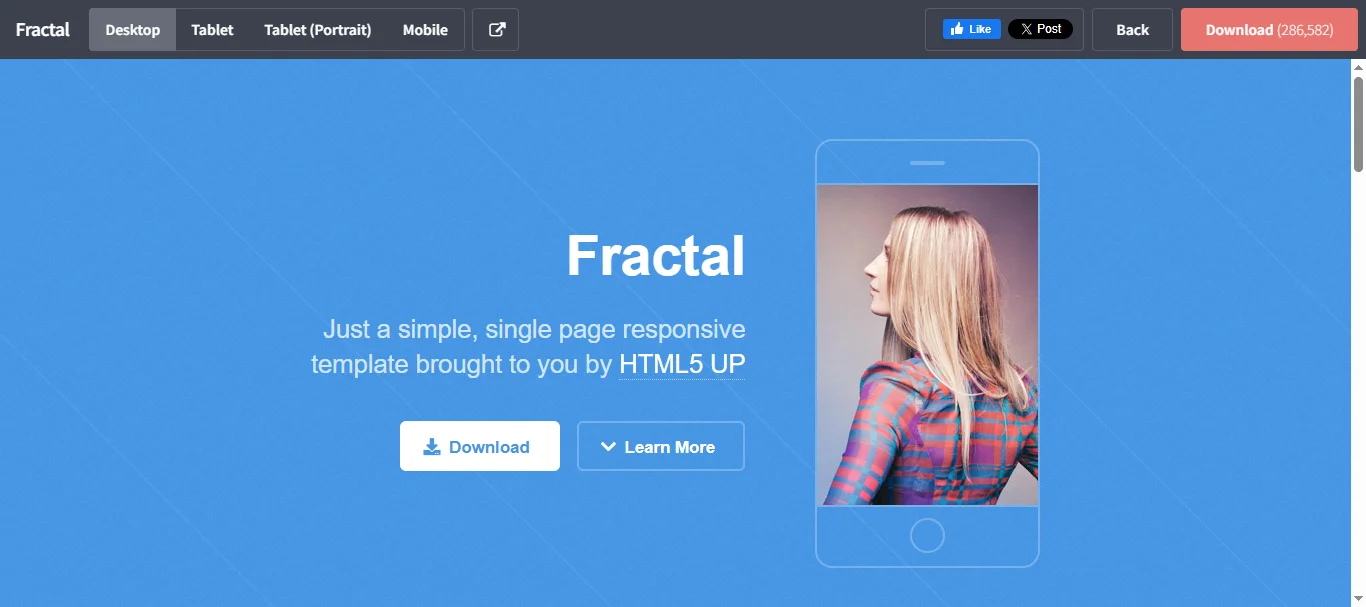 Fractal Desktop Tablet Tablet (Portrait) Mobile Like Post Back Download (286,582)
Fractal
Just a simple, single page responsive
template brought to you by HTML5 UP
Download Learn More